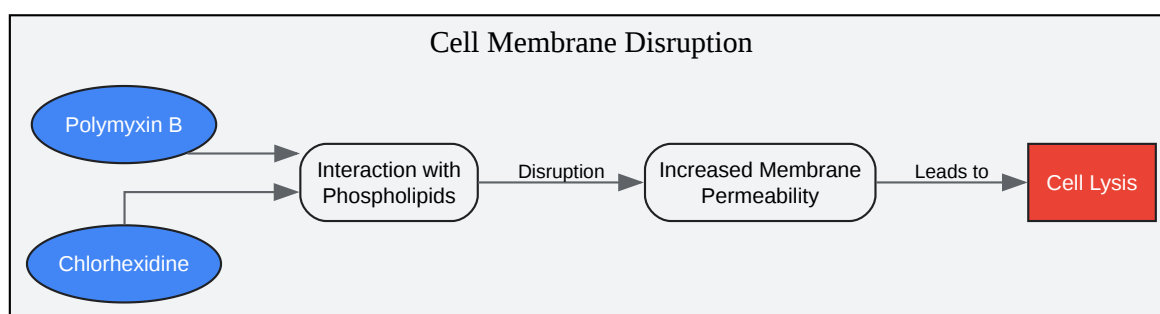 Cell Membrane Disruption
Polymyxin B
Interaction with
Phospholipids
Disruption
Increased Membrane
Permeability
Leads to
Cell Lysis
Chlorhexidine